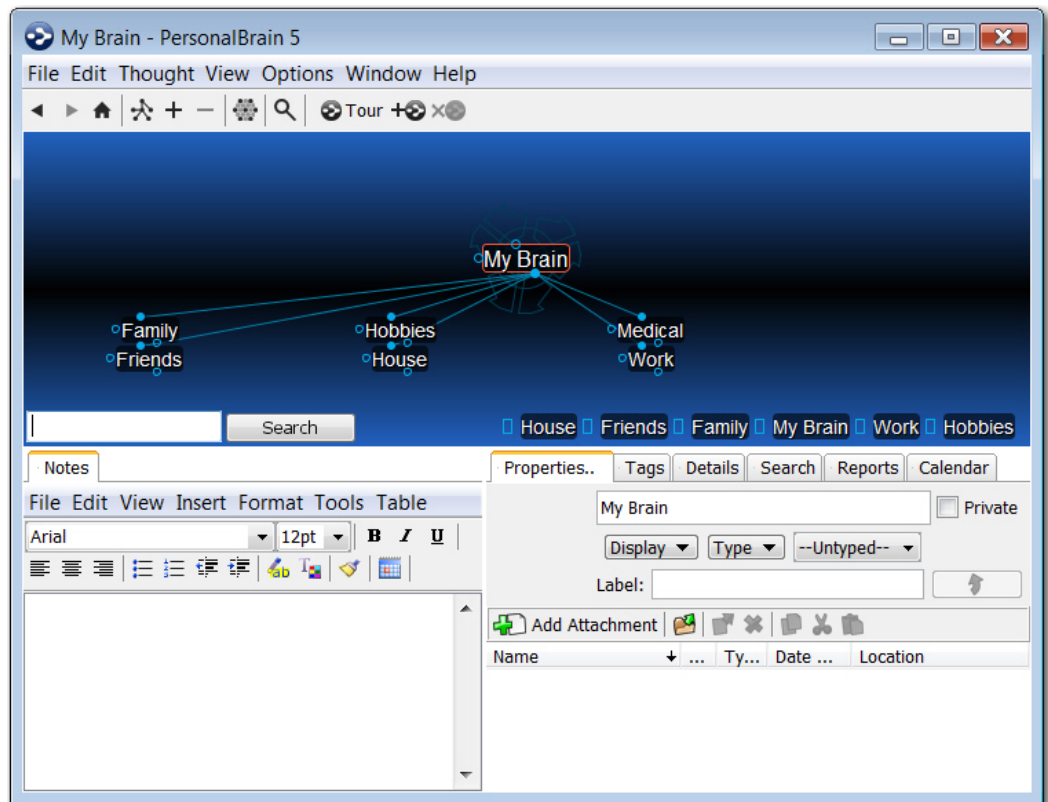 My Brain - PersonalBrain 5
File Edit Thought View Options Window Help
Tour
My Brain
Family Hobbies Medical
Friends House Work
Search House Friends Family My Brain Work Hobbies
Notes
Properties.. Tags Details Search Reports Calendar
File Edit View Insert Format Tools Table
My Brain Private
Arial 12pt B I U
Display Type --Untyped--
Label:
Add Attachment
Name ... Ty... Date ... Location